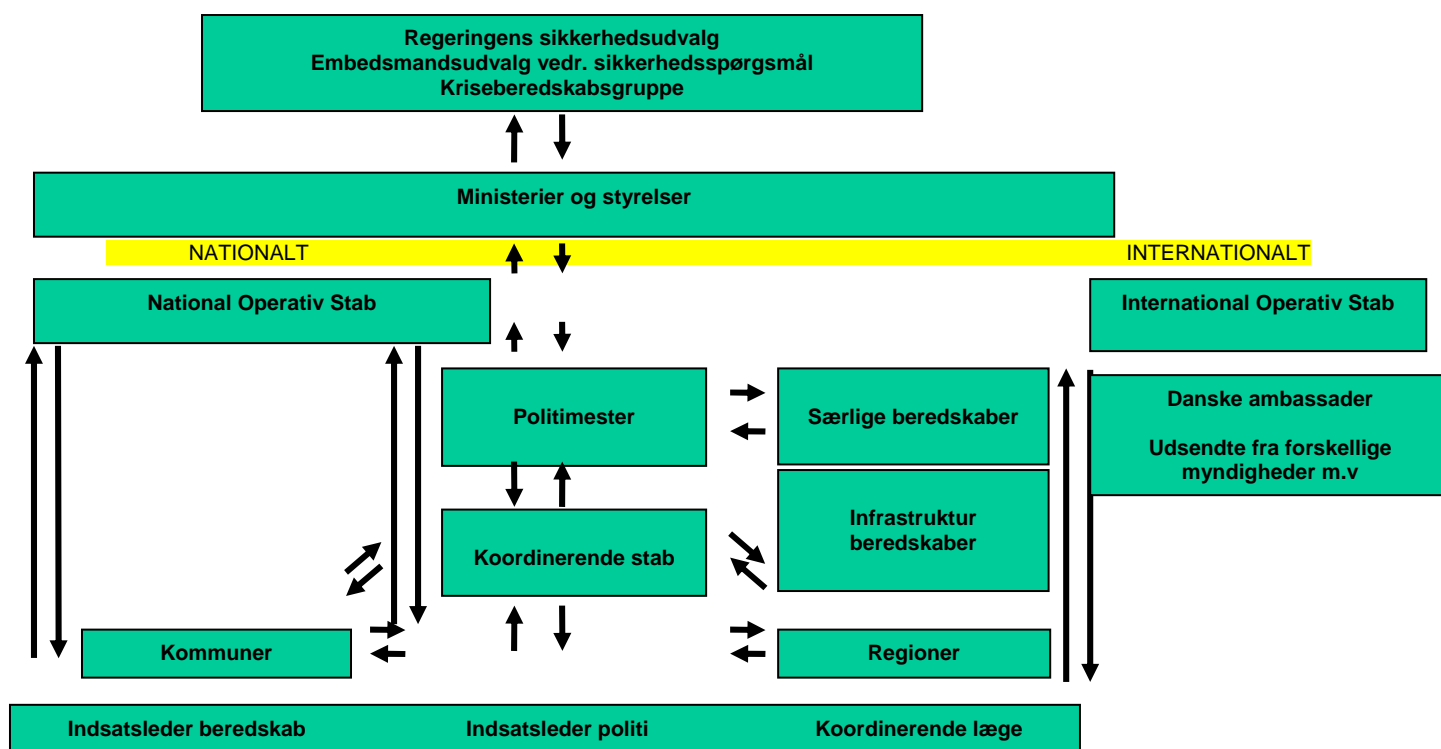 Regeringens sikkerhedsudvalg
Embedsmandsudvalg vedr. sikkerhedsspørgsmål
Kriseberedskabsgruppe
Ministerier og styrelser
NATIONALT
INTERNATIONALT
National Operativ Stab
International Operativ Stab
Politimester
Særlige beredskaber
Danske ambassader
Udsendte fra forskellige
myndigheder m.v
Koordinerende stab
Infrastruktur
beredskaber
Kommuner
Regioner
Indsatsleder beredskab
Indsatsleder politi
Koordinerende læge